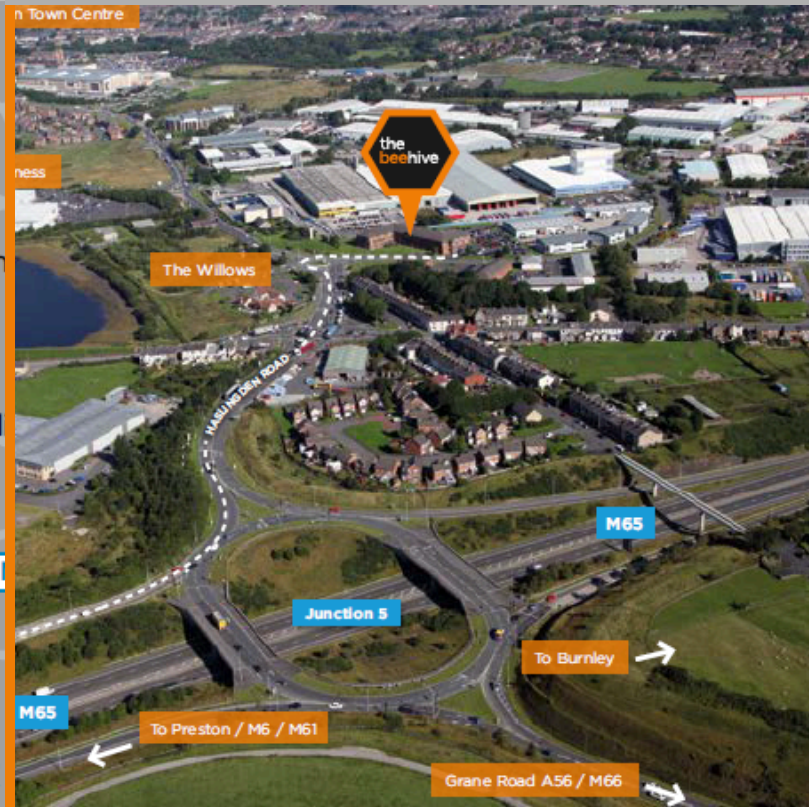 n Town Centre
the
beehive
ness
The Willows
HASLINGDEN ROAD
M65
Junction 5
To Burnley
M65
To Preston / M6 / M61
Grane Road A56 / M66